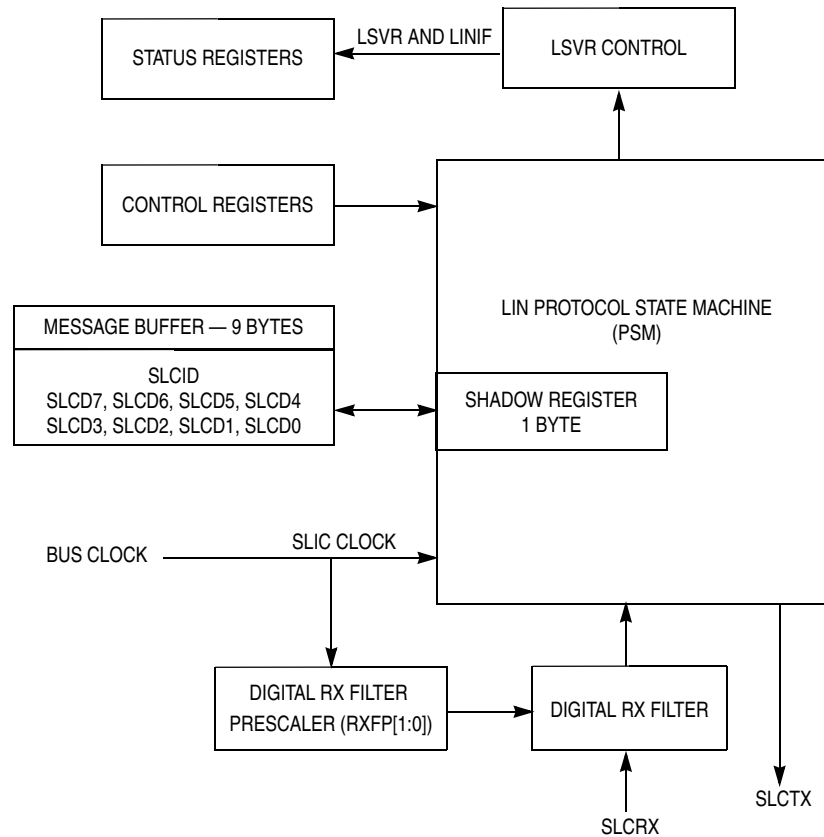 LSVR AND LINIF
STATUS REGISTERS
LSVR CONTROL
CONTROL REGISTERS
LIN PROTOCOL STATE MACHINE
(PSM)
MESSAGE BUFFER — 9 BYTES
SLCID
SLCD7, SLCD6, SLCD5, SLCD4
SLCD3, SLCD2, SLCD1, SLCD0
SHADOW REGISTER
1 BYTE
BUS CLOCK
SLIC CLOCK
DIGITAL RX FILTER
PRESCALER (RXFP[1:0])
DIGITAL RX FILTER
SLCTX
SLCRX